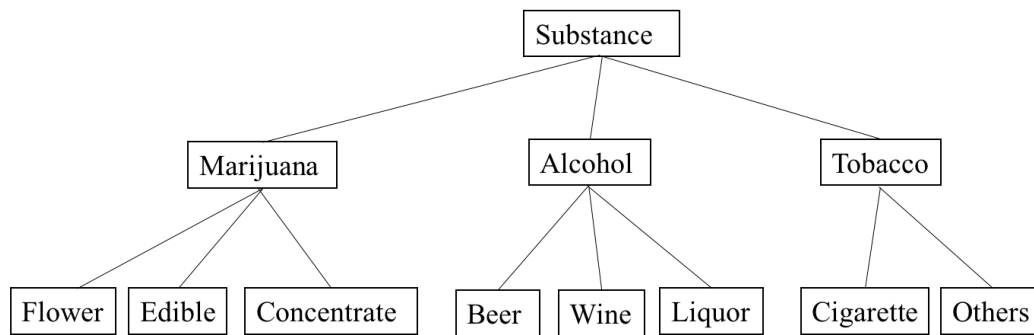 Substance
Marijuana Alcohol Tobacco
Flower Edible Concentrate Beer Wine Liquor Cigarette Others